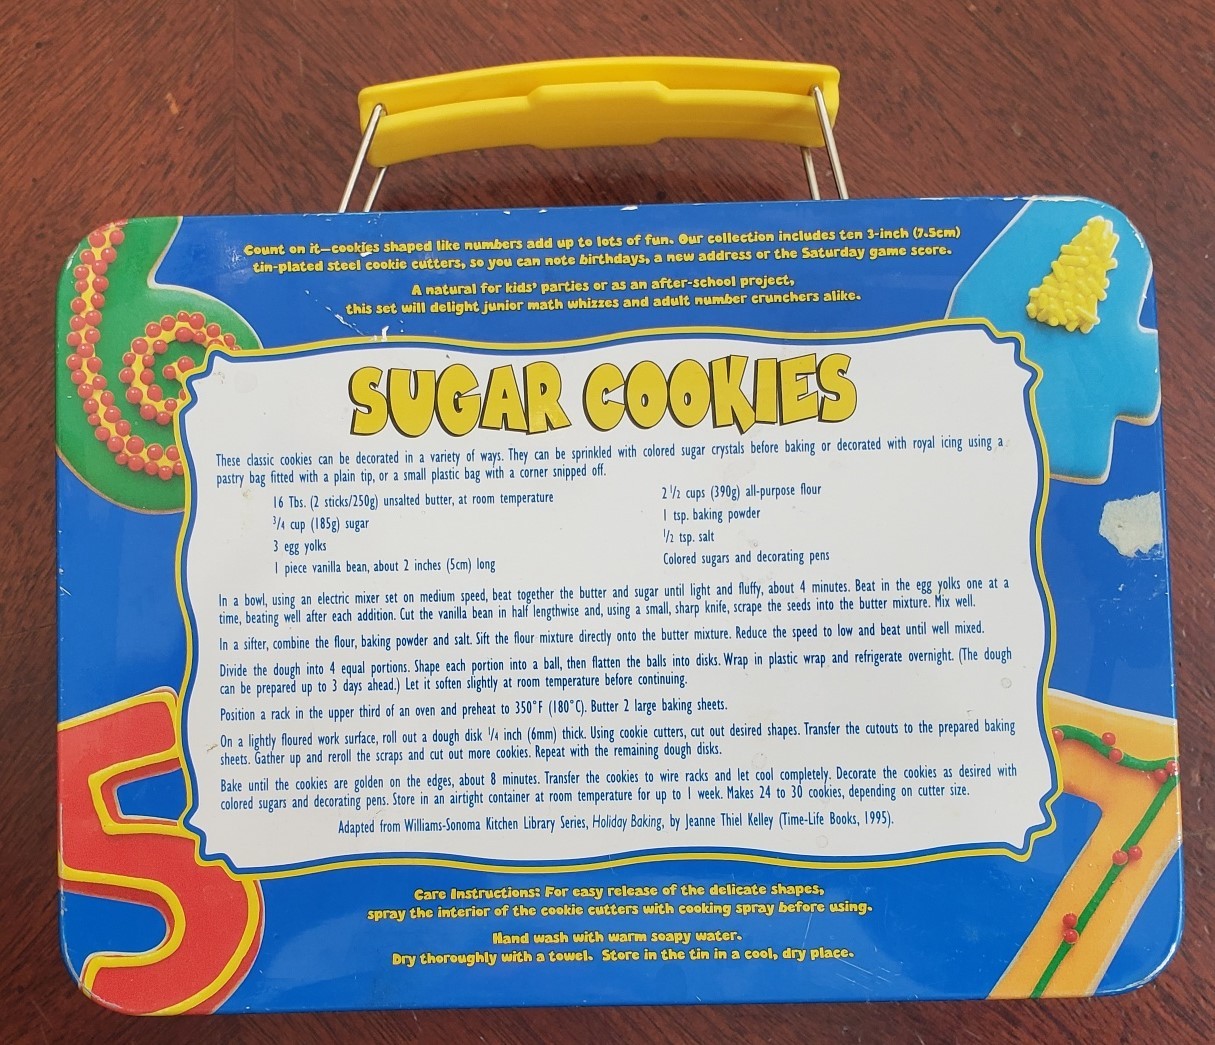 Count on it—cookies shaped like numbers add up to lots of fun. Our collection includes ten 3-inch (7.5cm)
tin-plated steel cookie cutters, so you can note birthdays, a new address or the Saturday game score.
A natural for kids' parties or as an after-school project,
this set will delight junior math whizzes and adult number crunchers alike.
SUGAR COOKIES
These classic cookies can be decorated in a variety of ways. They can be sprinkled with colored sugar crystals before baking or decorated with royal icing using a
pastry bag fitted with a plain tip, or a small plastic bag with a corner snipped off.
16 Tbs. (2 sticks/250g) unsalted butter, at room temperature
3/4 cup (185g) sugar
3 egg yolks
1 piece vanilla bean, about 2 inches (5cm) long
2 1/2 cups (390g) all-purpose flour
1 tsp. baking powder
1/2 tsp. salt
Colored sugars and decorating pens
In a bowl, using an electric mixer set on medium speed, beat together the butter and sugar until light and fluffy, about 4 minutes. Beat in the egg yolks one at a
time, beating well after each addition. Cut the vanilla bean in half lengthwise and, using a small, sharp knife, scrape the seeds into the butter mixture. Mix well.
In a sifter, combine the flour, baking powder and salt. Sift the flour mixture directly onto the butter mixture. Reduce the speed to low and beat until well mixed.
Divide the dough into 4 equal portions. Shape each portion into a ball, then flatten the balls into disks. Wrap in plastic wrap and refrigerate overnight. (The dough
can be prepared up to 3 days ahead.) Let it soften slightly at room temperature before continuing.
Position a rack in the upper third of an oven and preheat to 350°F (180°C). Butter 2 large baking sheets.
On a lightly floured work surface, roll out a dough disk 1/4 inch (6mm) thick. Using cookie cutters, cut out desired shapes. Transfer the cutouts to the prepared baking
sheets. Gather up and reroll the scraps and cut out more cookies. Repeat with the remaining dough disks.
Bake until the cookies are golden on the edges, about 8 minutes. Transfer the cookies to wire racks and let cool completely. Decorate the cookies as desired with
colored sugars and decorating pens. Store in an airtight container at room temperature for up to 1 week. Makes 24 to 30 cookies, depending on cutter size.
Adapted from Williams-Sonoma Kitchen Library Series, Holiday Baking, by Jeanne Thiel Kelley (Time-Life Books, 1995).
Care Instructions: For easy release of the delicate shapes,
spray the interior of the cookie cutters with cooking spray before using.
Hand wash with warm soapy water.
Dry thoroughly with a towel. Store in the tin in a cool, dry place.